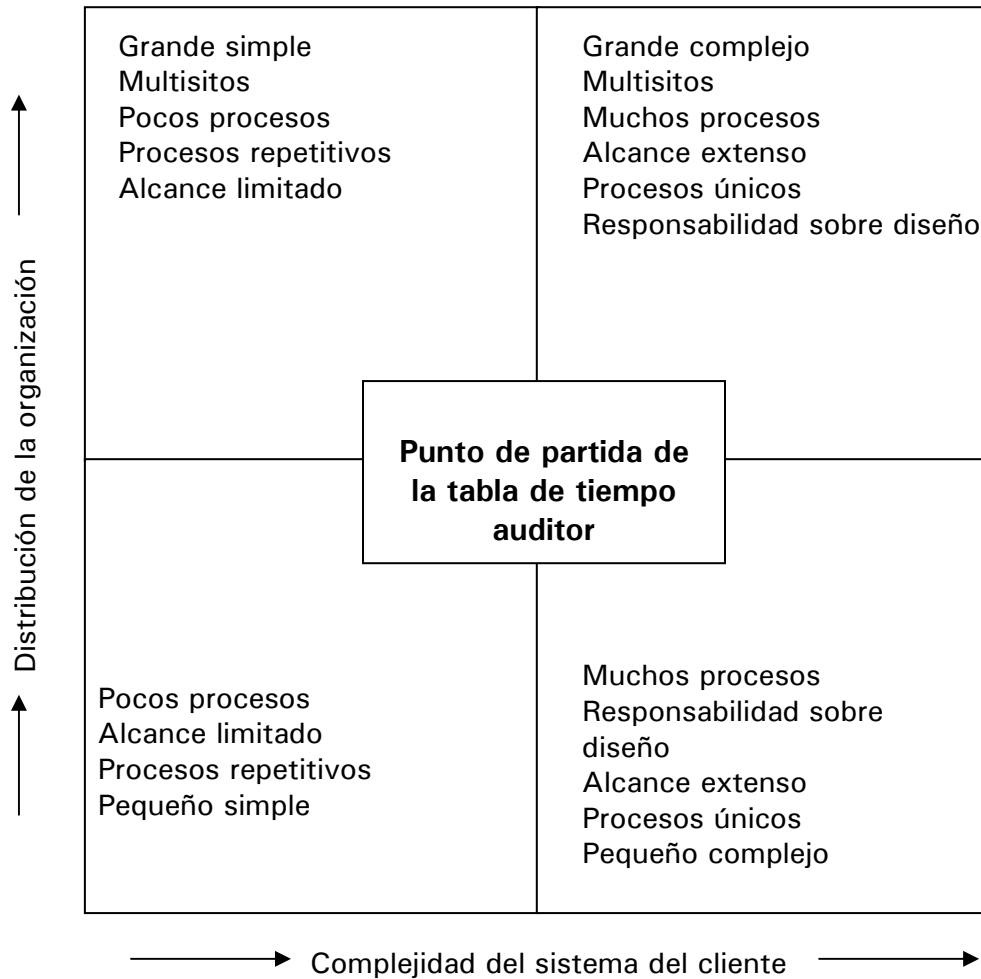 Grande simple
Multisitos
Pocos procesos
Procesos repetitivos
Alcance limitado
Grande complejo
Multisitos
Muchos procesos
Alcance extenso
Procesos únicos
Responsabilidad sobre diseño
Distribución de la organización
Punto de partida de
la tabla de tiempo
auditor
Pocos procesos
Alcance limitado
Procesos repetitivos
Pequeño simple
Muchos procesos
Responsabilidad sobre
diseño
Alcance extenso
Procesos únicos
Pequeño complejo
Complejidad del sistema del cliente